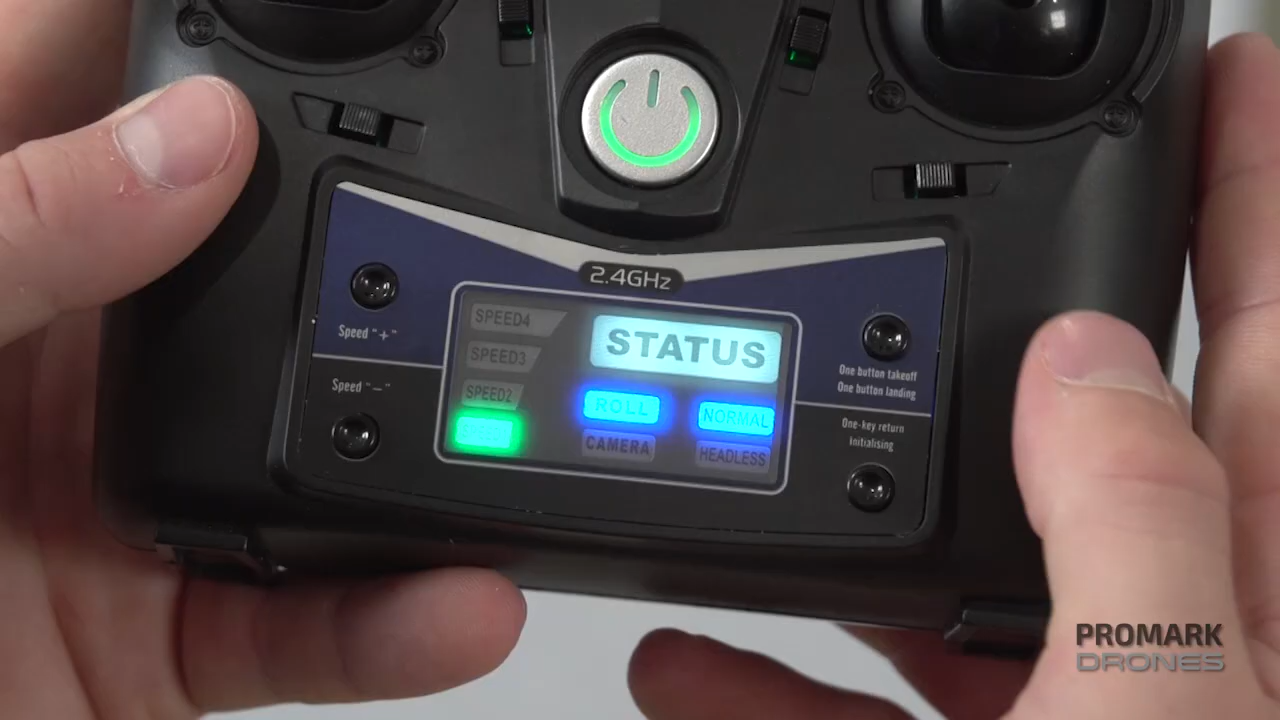 2.4GHz
Speed "+"
Speed "—"
SPEED4
SPEED3
SPEED2
SPEED1
STATUS
ROLL
CAMERA
NORMAL
HEADLESS
One button takeoff
One button landing
One-key return
Initialising
PROMARK
DRONES